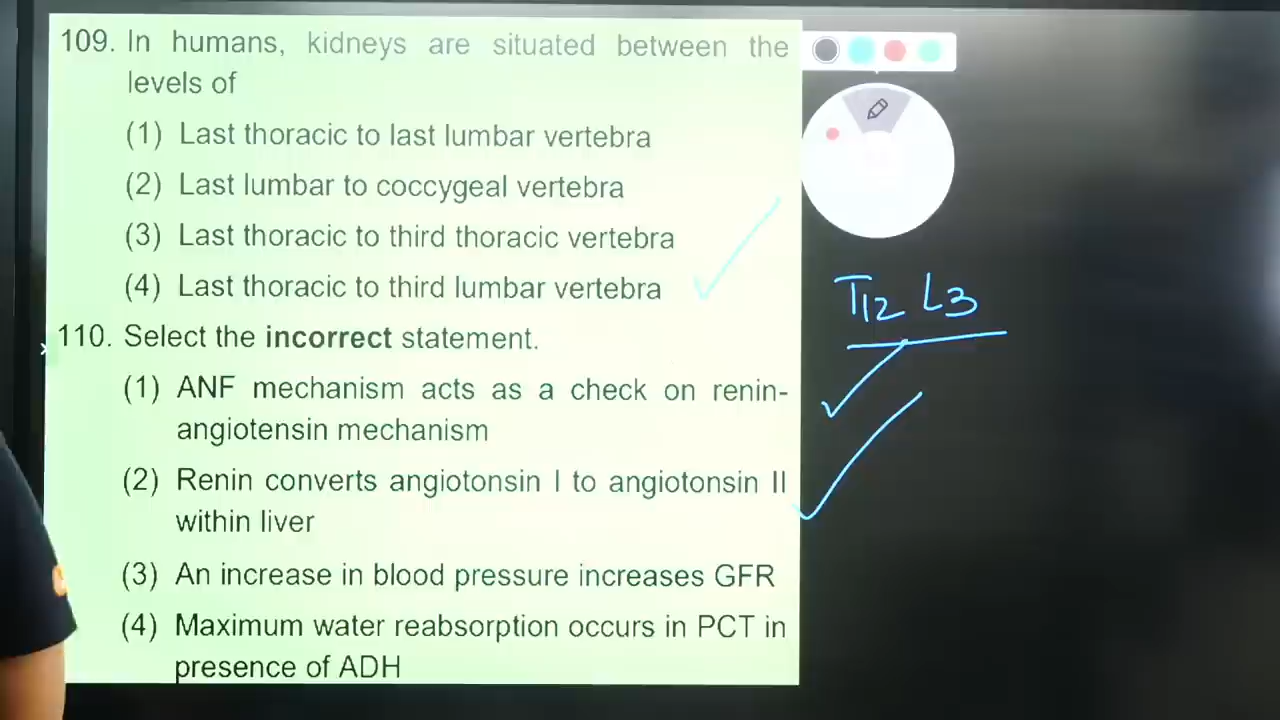 109. In humans, kidneys are situated between the
levels of
(1) Last thoracic to last lumbar vertebra
(2) Last lumbar to coccygeal vertebra
(3) Last thoracic to third thoracic vertebra
(4) Last thoracic to third lumbar vertebra
T12 L3
110. Select the incorrect statement.
(1) ANF mechanism acts as a check on renin-
angiotensin mechanism
(2) Renin converts angiotonsin I to angiotonsin II
within liver
(3) An increase in blood pressure increases GFR
(4) Maximum water reabsorption occurs in PCT in
presence of ADH